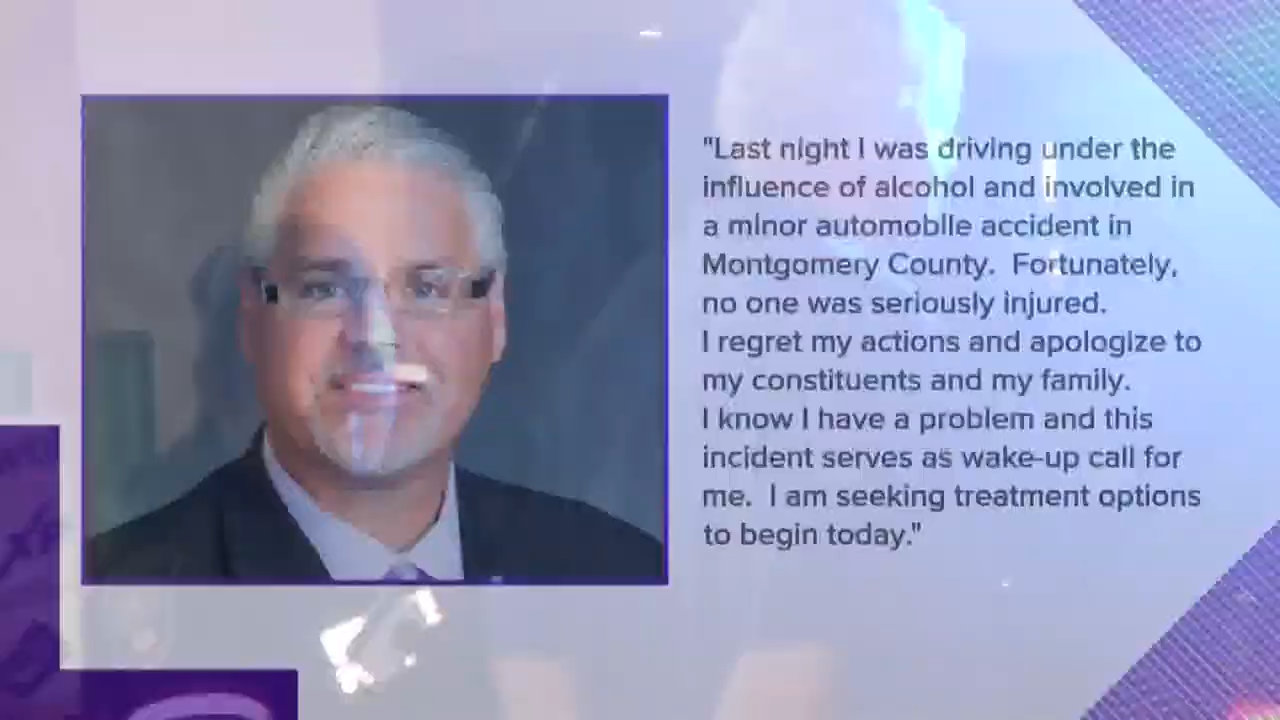 "Last night I was driving under the
influence of alcohol and involved in
a minor automobile accident in
Montgomery County.  Fortunately,
no one was seriously injured.
I regret my actions and apologize to
my constituents and my family.
I know I have a problem and this
incident serves as wake-up call for
me.  I am seeking treatment options
to begin today."